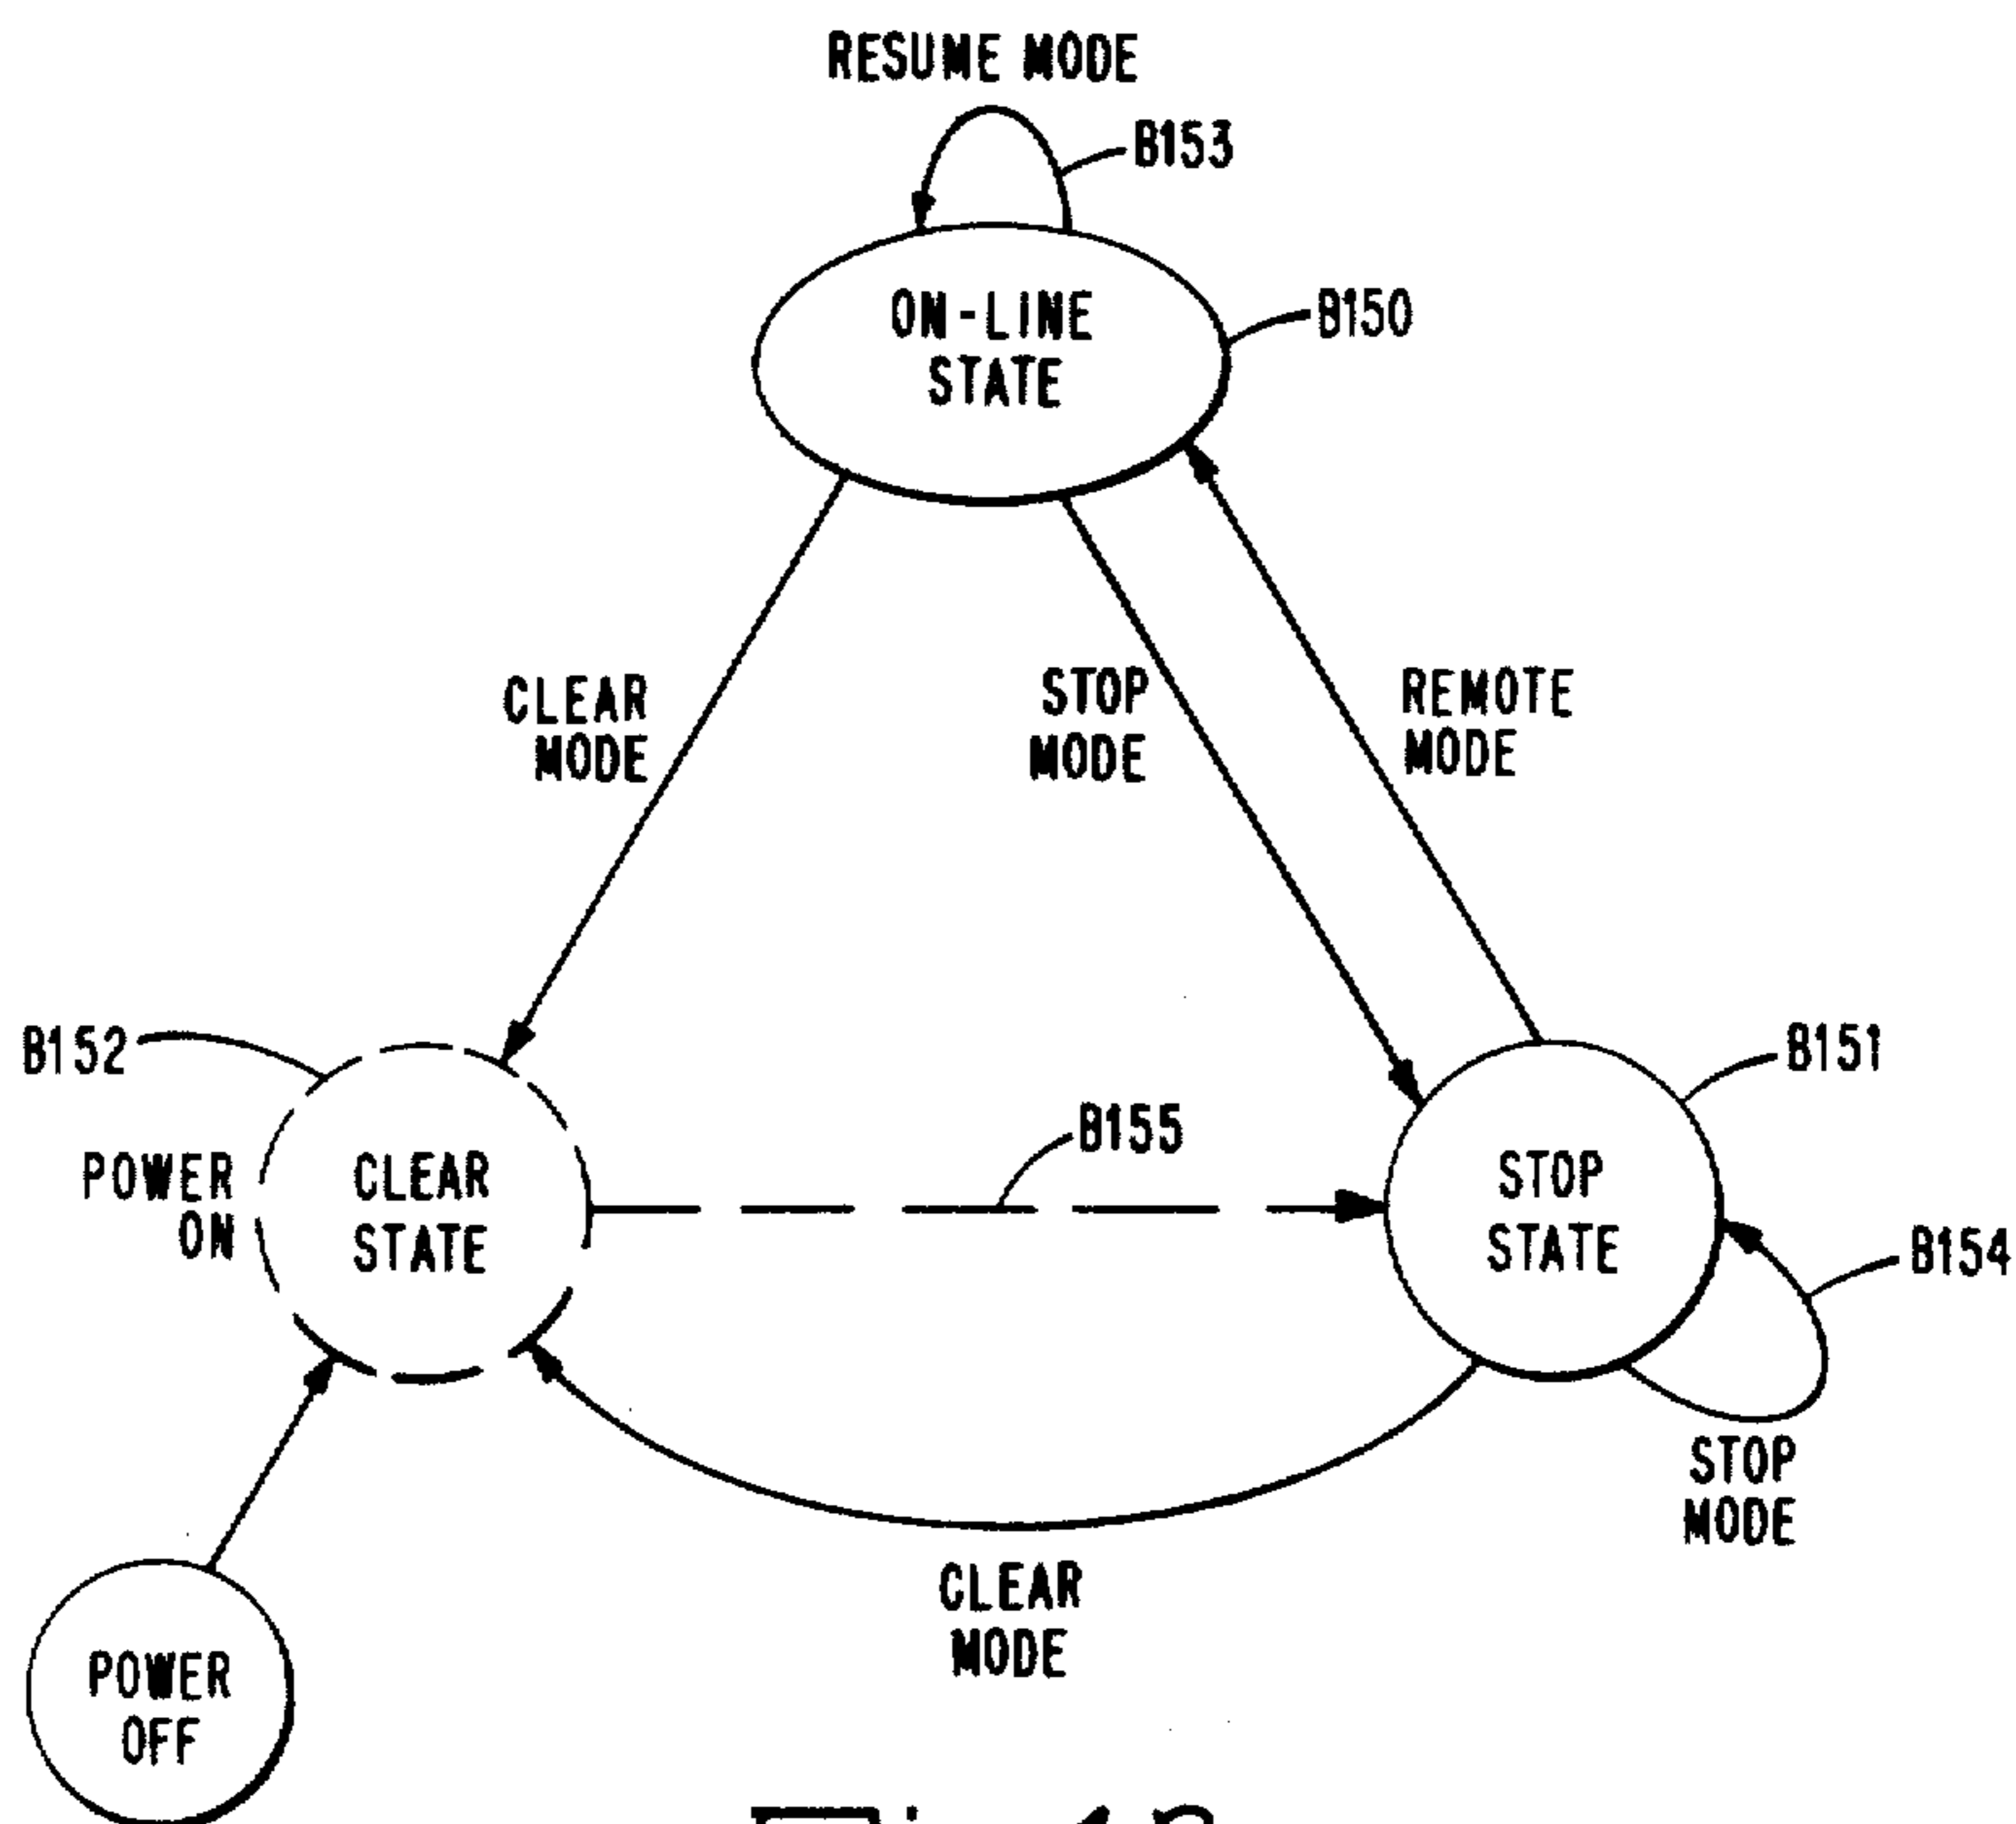 RESUME MODE
B153
ON-LINE
STATE
B150
CLEAR
MODE
STOP
MODE
REMOTE
MODE
B152
POWER
ON
CLEAR
STATE
B155
STOP
STATE
B151
B154
STOP
MODE
CLEAR
MODE
POWER
OFF